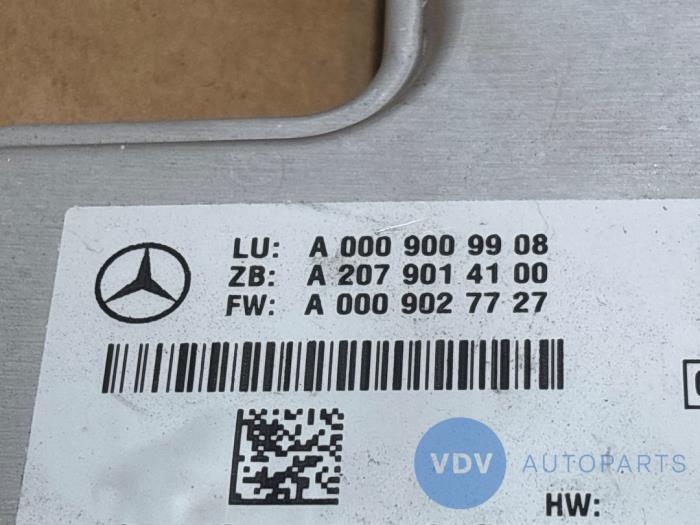 LU: A 000 900 99 08
ZB: A 207 901 41 00
FW: A 000 902 77 27
VDV AUTOPARTS
HW: